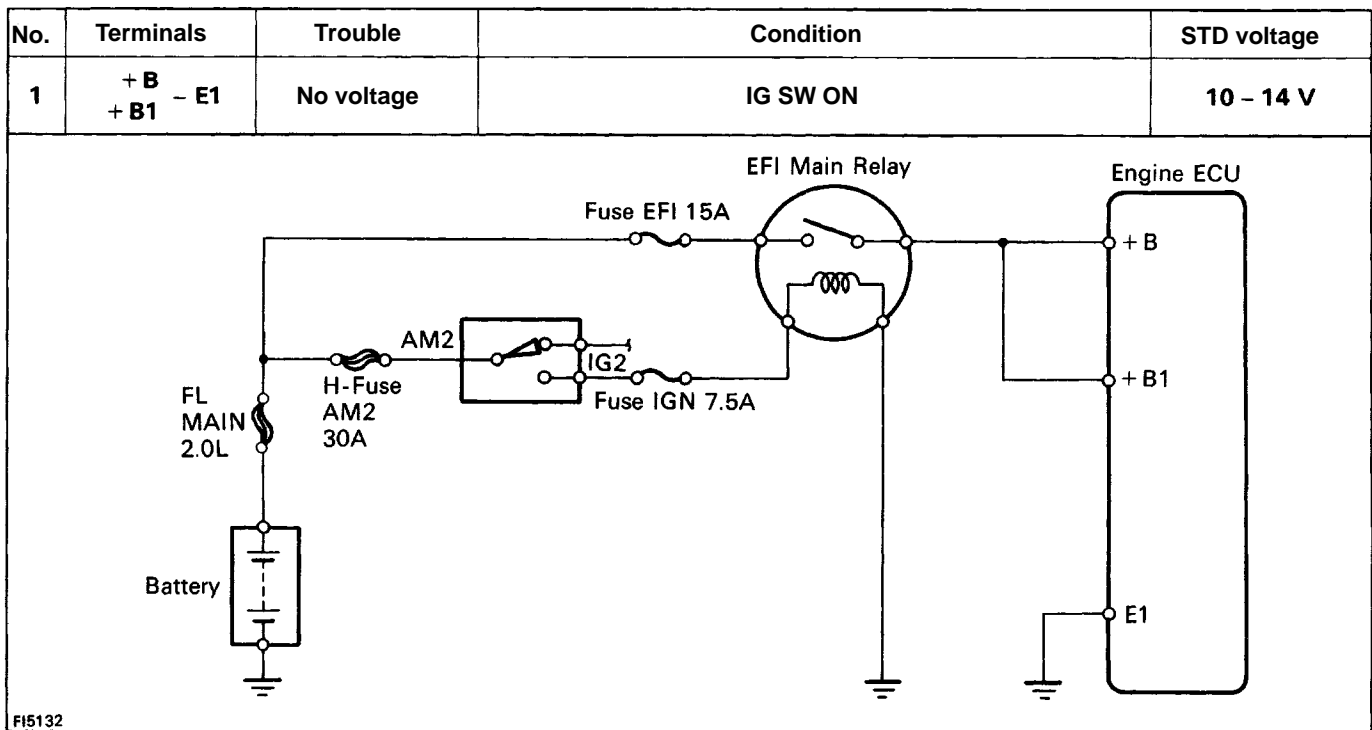 No. Terminals Trouble Condition STD voltage
1 +B +B1 – E1 No voltage IG SW ON 10 – 14 V
EFI Main Relay
Engine ECU
Fuse EFI 15A
+B
AM2
IG2
H-Fuse
AM2
30A
Fuse IGN 7.5A
+B1
FL
MAIN
2.0L
Battery
E1
FI5132